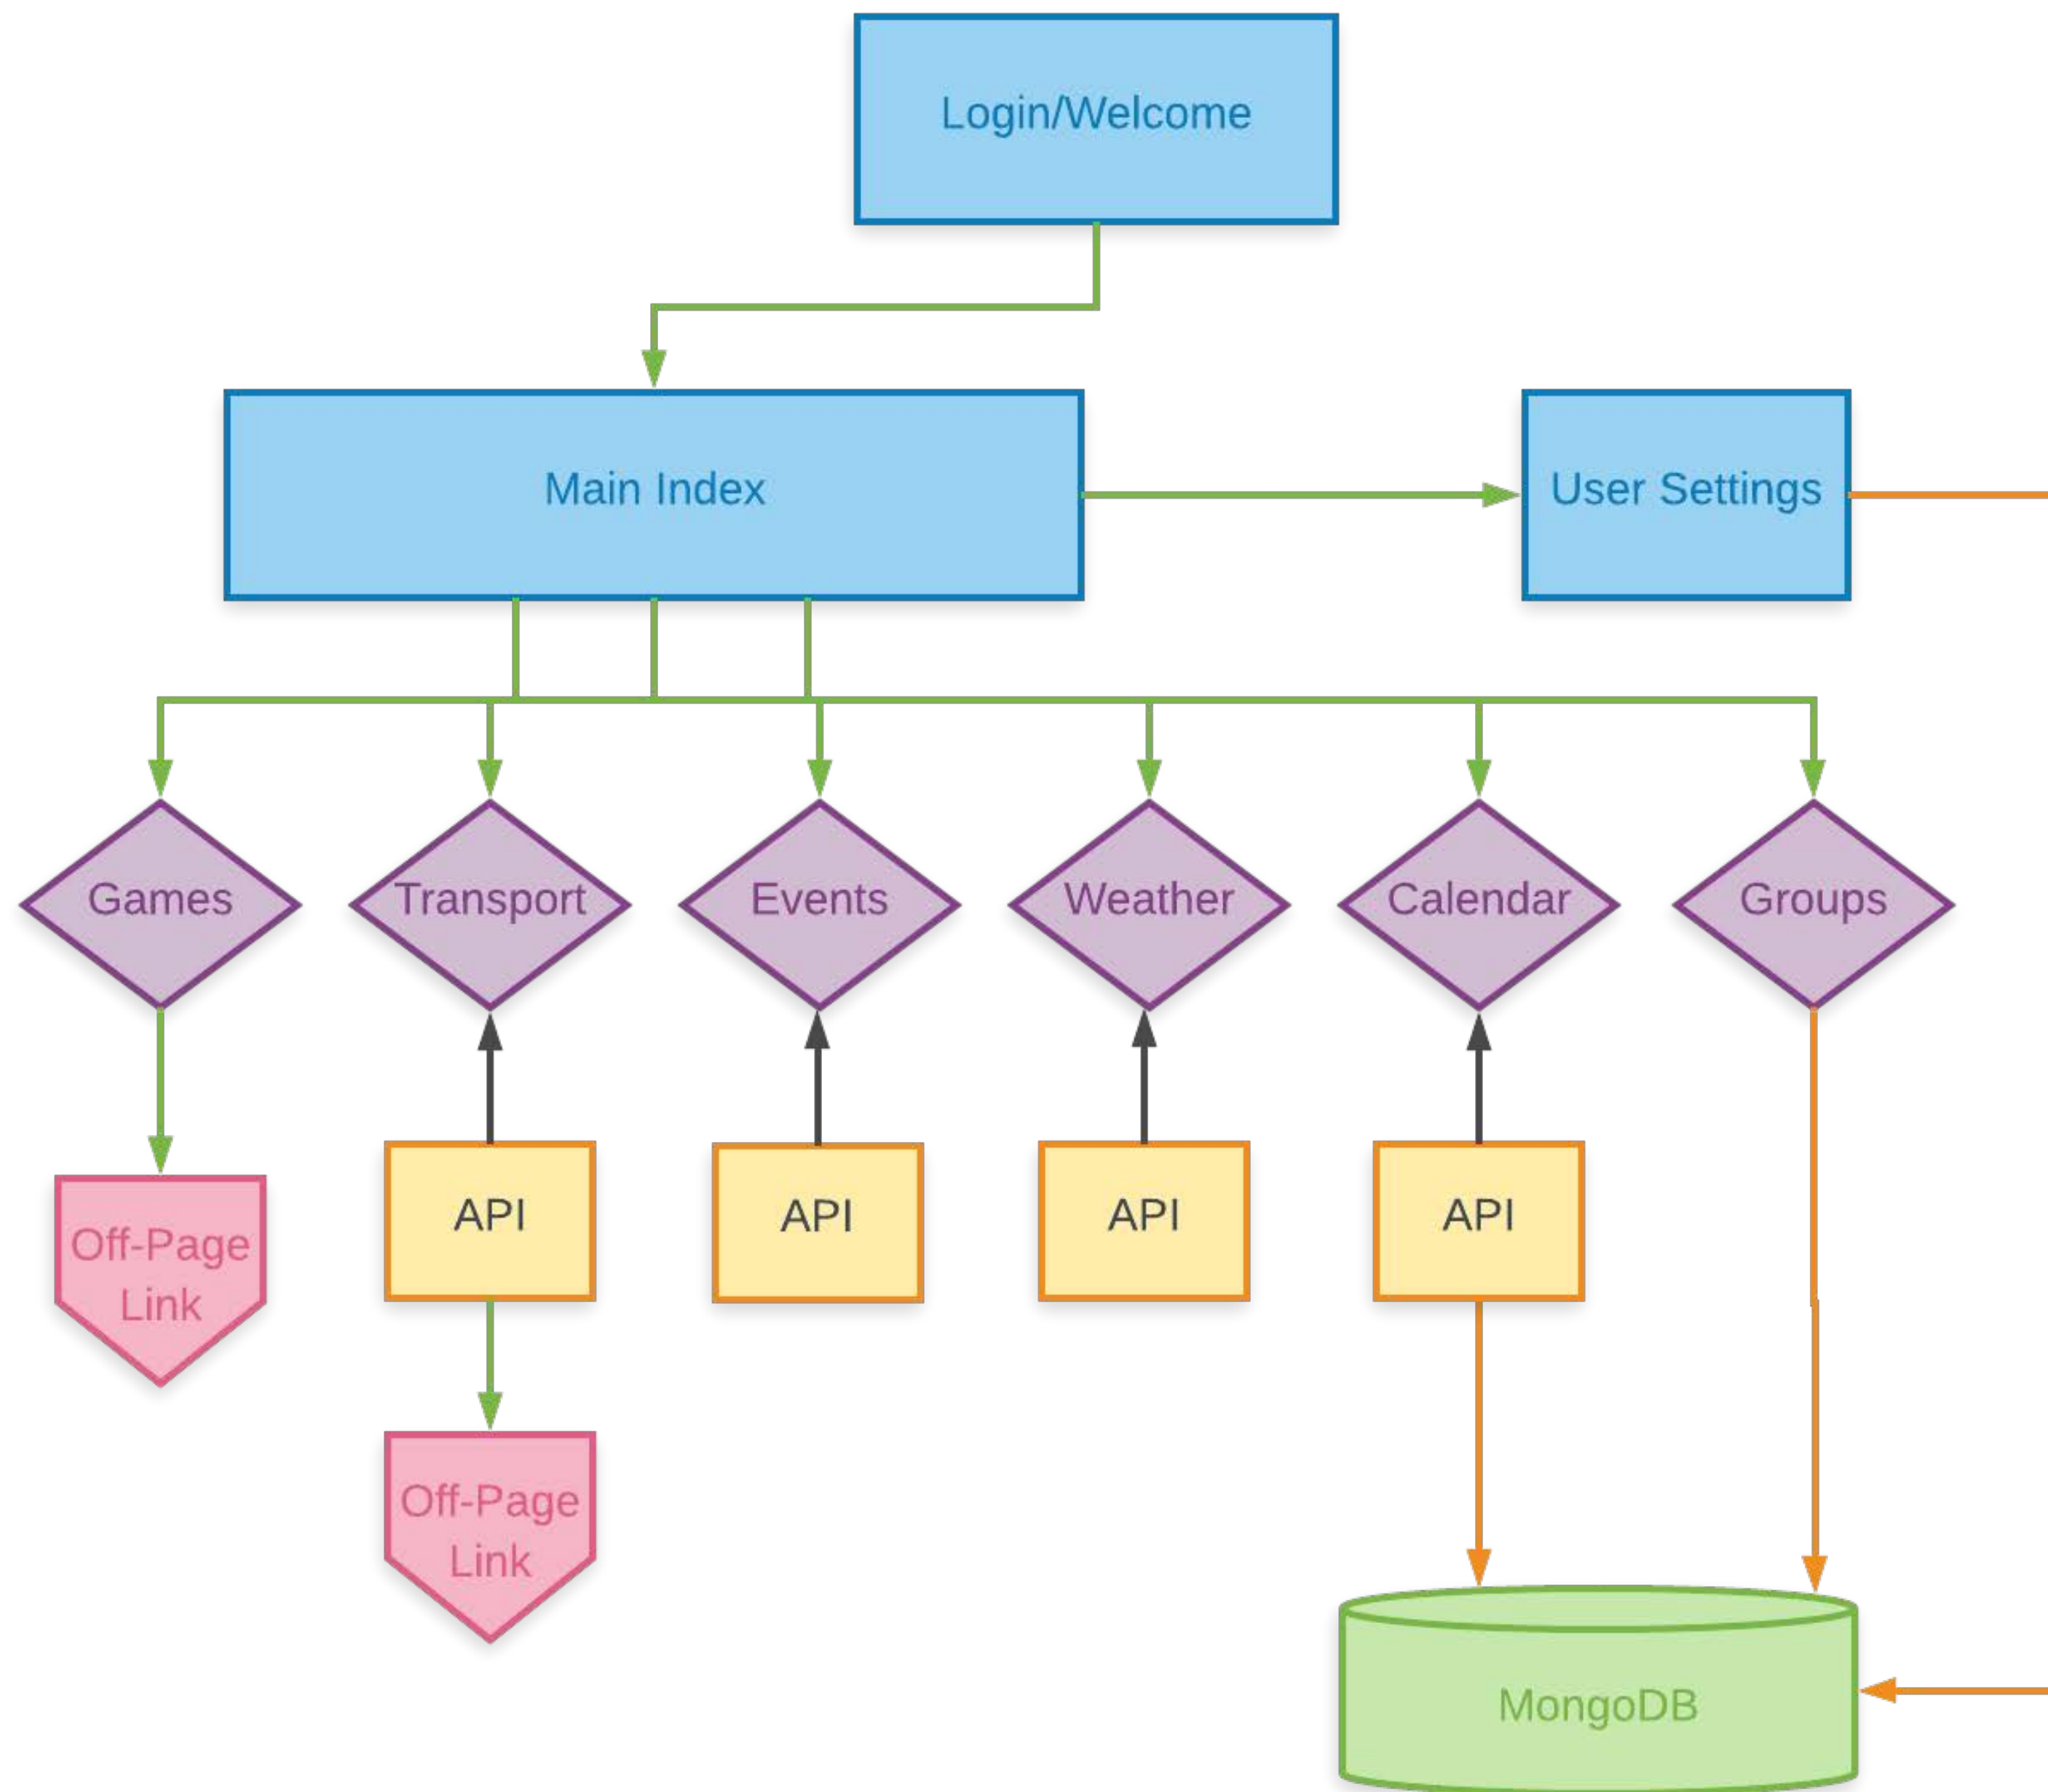 Login/Welcome
Main Index
User Settings
Games
Transport
Events
Weather
Calendar
Groups
Off-Page
Link
API
API
API
API
Off-Page
Link
MongoDB